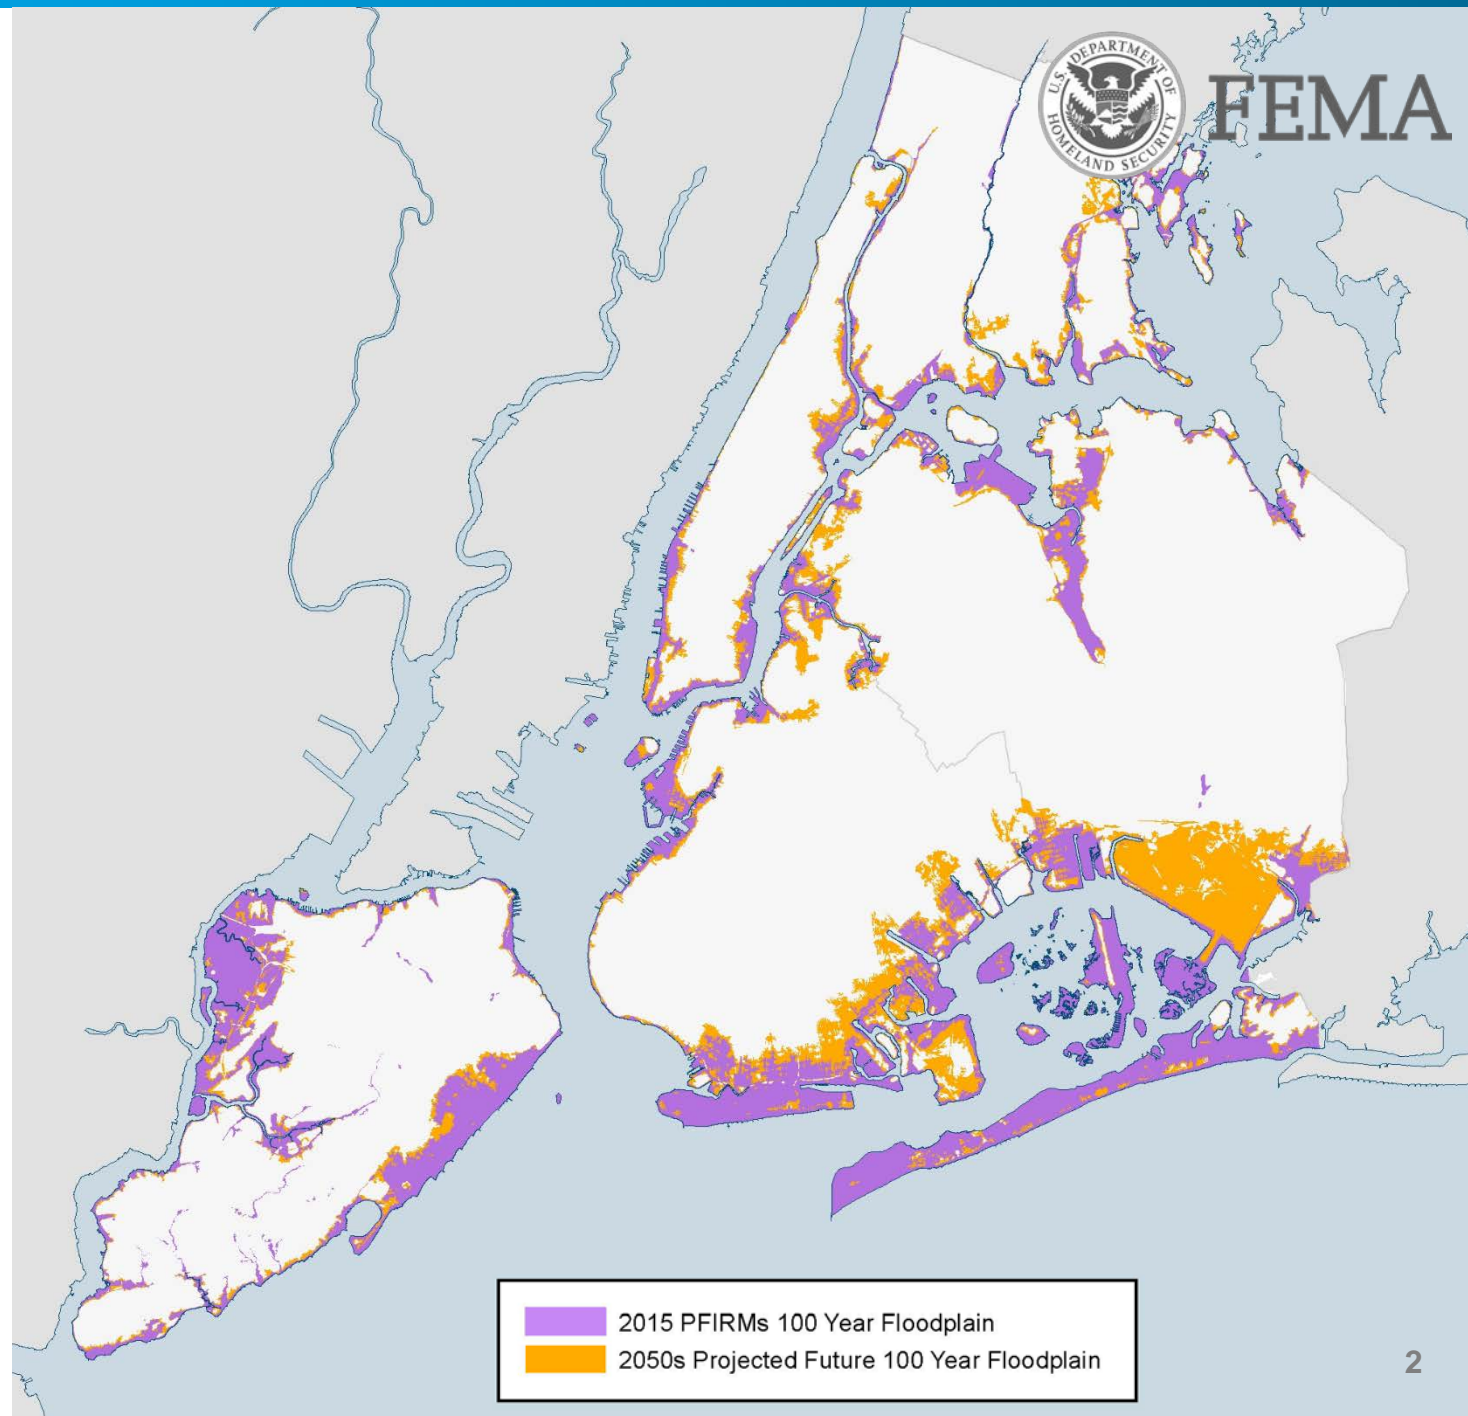 U.S. DEPARTMENT OF
HOMELAND SECURITY
FEMA
2015 PFIRMs 100 Year Floodplain
2050s Projected Future 100 Year Floodplain
2